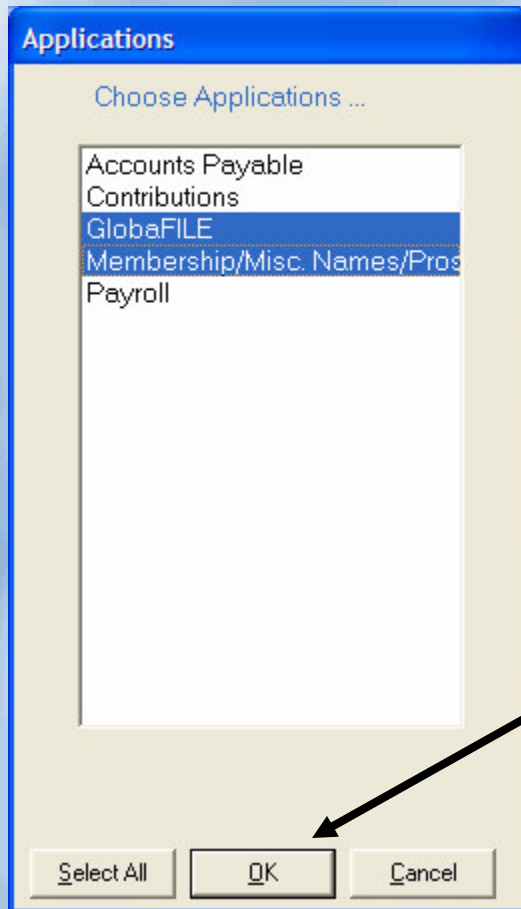 Applications
Choose Applications ...
Accounts Payable
Contributions
GlobaFILE
Membership/Misc. Names/Pros
Payroll
Select All OK Cancel